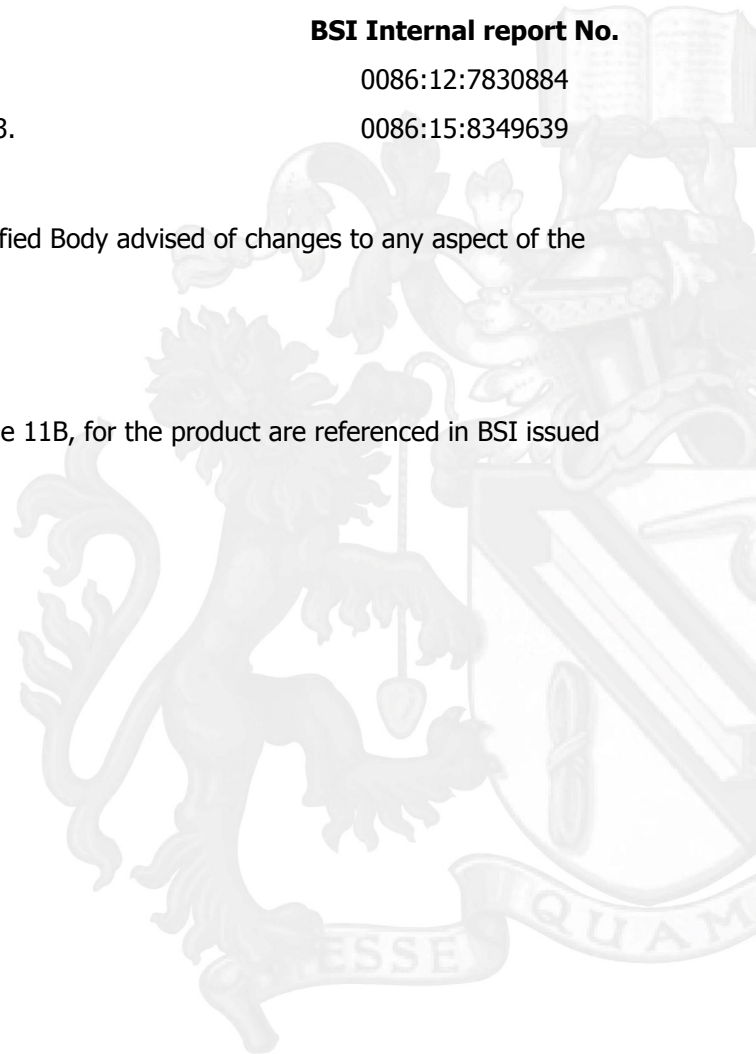 BSI Internal report No.
0086:12:7830884
3. 0086:15:8349639
fied Body advised of changes to any aspect of the
e 11B, for the product are referenced in BSI issued
ESSE
QUAM